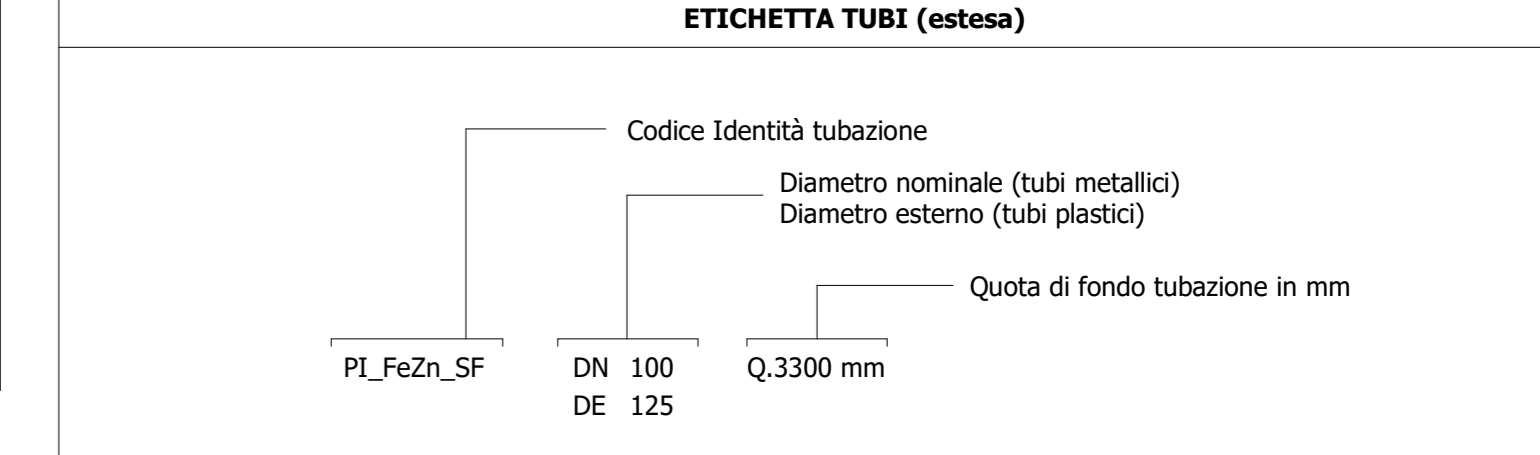 ETICHETTA TUBI (estesa)
Codice Identità tubazione
Diametro nominale (tubi metallici)
Diametro esterno (tubi plastici)
Quota di fondo tubazione in mm
PI_FeZn_SF DN 100 Q.3300 mm
DE 125